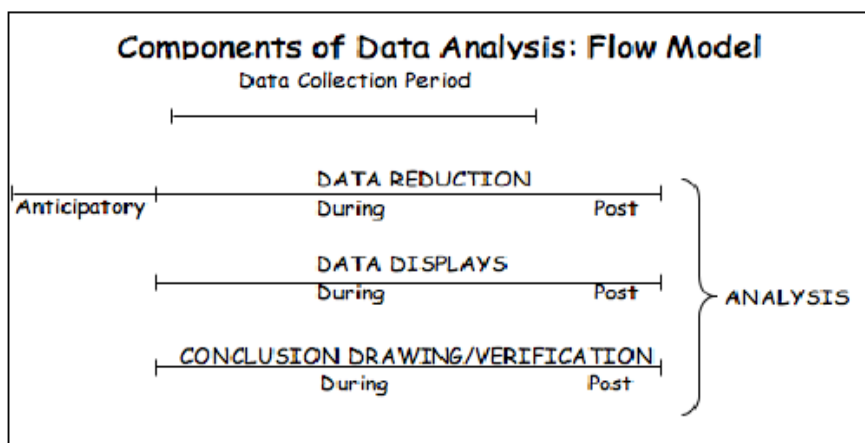 Components of Data Analysis: Flow Model
Data Collection Period
DATA REDUCTION
Anticipatory During Post
DATA DISPLAYS
During Post
ANALYSIS
CONCLUSION DRAWING/VERIFICATION
During Post